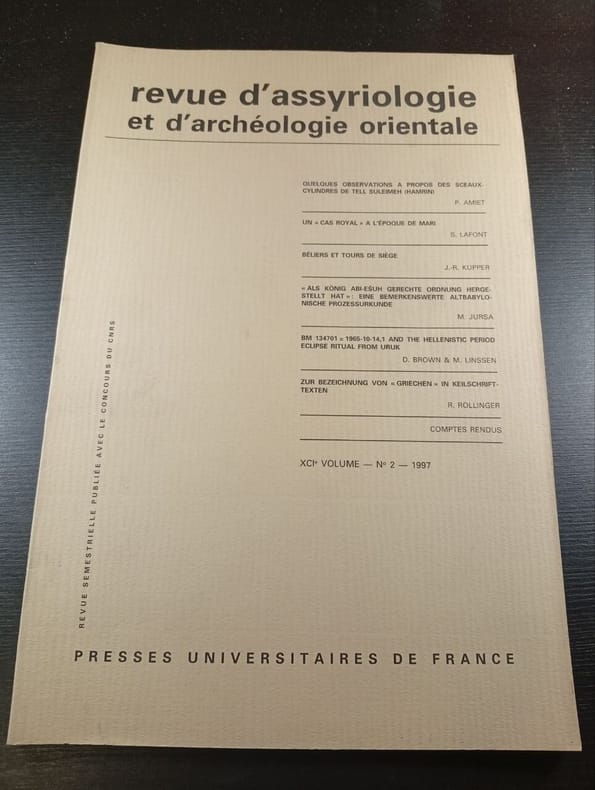 revue d'assyriologie
et d'archéologie orientale
QUELQUES OBSERVATIONS A PROPOS DES SCEAUX-
CYLINDRES DE TELL SULEIMEH (HAMRIN)
P. AMIET
UN « CAS ROYAL » A L'ÉPOQUE DE MARI
S. LAFONT
BÉLIERS ET TOURS DE SIÈGE
J.-R. KUPPER
« ALS KÖNIG ABI-EŠUH GERECHTE ORDNUNG HERGE-
STELLT HAT » : EINE BEMERKENSWERTE ALTBABYLO-
NISCHE PROZESSURKUNDE
M. JURSA
BM 134701 = 1965-10-14,1 AND THE HELLENISTIC PERIOD
ECLIPSE RITUAL FROM URUK
D. BROWN & M. LINSSEN
ZUR BEZEICHNUNG VON « GRIECHEN » IN KEILSCHRIFT-
TEXTEN
R. ROLLINGER
COMPTES RENDUS
XCIe VOLUME — No 2 — 1997
REVUE SEMESTRIELLE PUBLIÉE AVEC LE CONCOURS DU CNRS
PRESSES UNIVERSITAIRES DE FRANCE